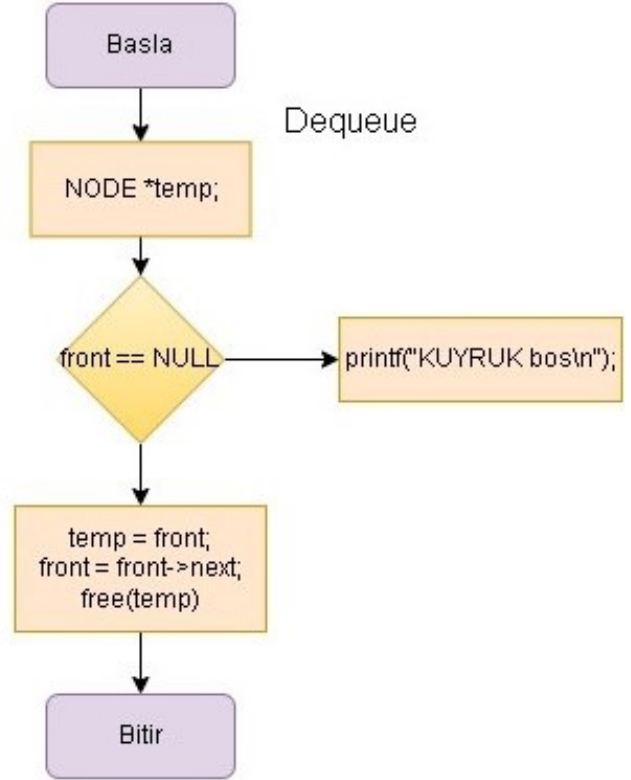 Basla
Dequeue
NODE *temp;
front == NULL
printf("KUYRUK bos\n");
temp = front;
front = front->next;
free(temp)
Bitir